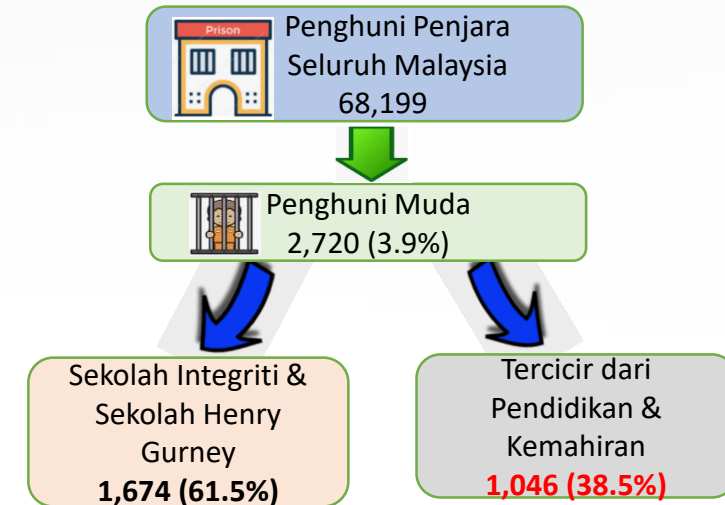 Prison
Penghuni Penjara
Seluruh Malaysia
68,199
Penghuni Muda
2,720 (3.9%)
Sekolah Integriti &
Sekolah Henry
Gurney
1,674 (61.5%)
Tercicir dari
Pendidikan &
Kemahiran
1,046 (38.5%)